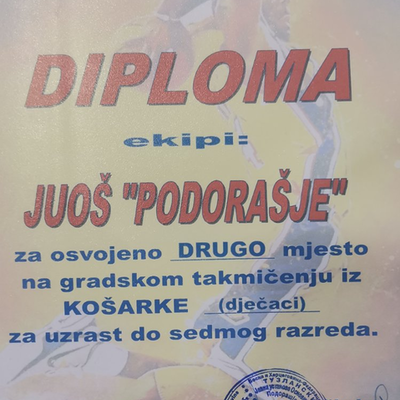 DIPLOMA
ekipi:
JUOŠ "PODORAŠJE"
za osvojeno DRUGO mjesto
na gradskom takmičenju iz
KOŠARKE (dječaci)
za uzrast do sedmog razreda.